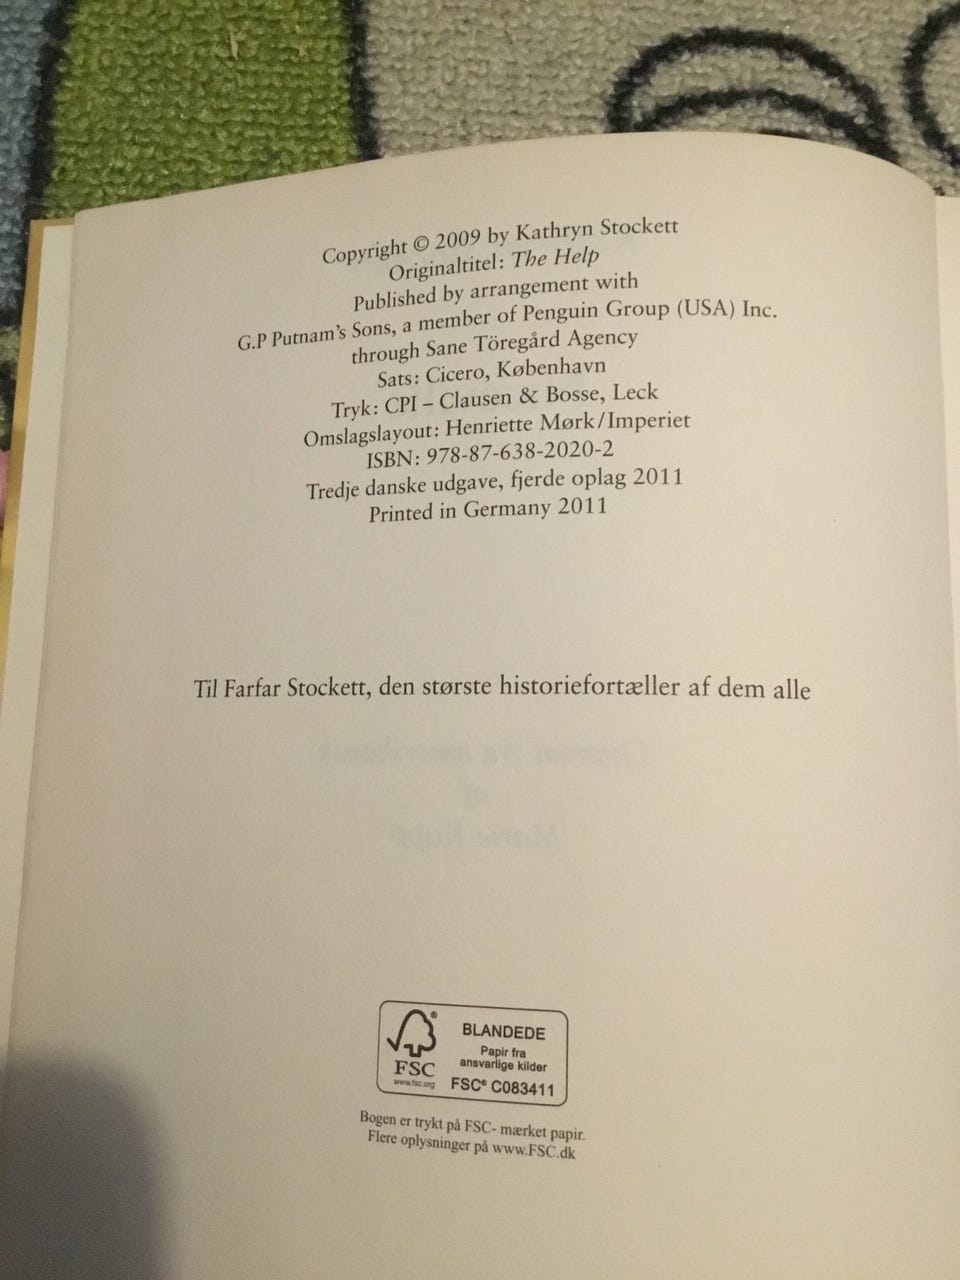 Copyright © 2009 by Kathryn Stockett
Originaltitel: The Help
Published by arrangement with
G.P Putnam's Sons, a member of Penguin Group (USA) Inc.
through Sane Töregård Agency
Sats: Cicero, København
Tryk: CPI – Clausen & Bosse, Leck
Omslagslayout: Henriette Mørk/Imperiet
ISBN: 978-87-638-2020-2
Tredje danske udgave, fjerde oplag 2011
Printed in Germany 2011
Til Farfar Stockett, den største historiefortæller af dem alle
FSC
www.fsc.org
BLANDEDE
Papir fra
ansvarlige kilder
FSC® C083411
Bogen er trykt på FSC- mærket papir.
Flere oplysninger på www.FSC.dk